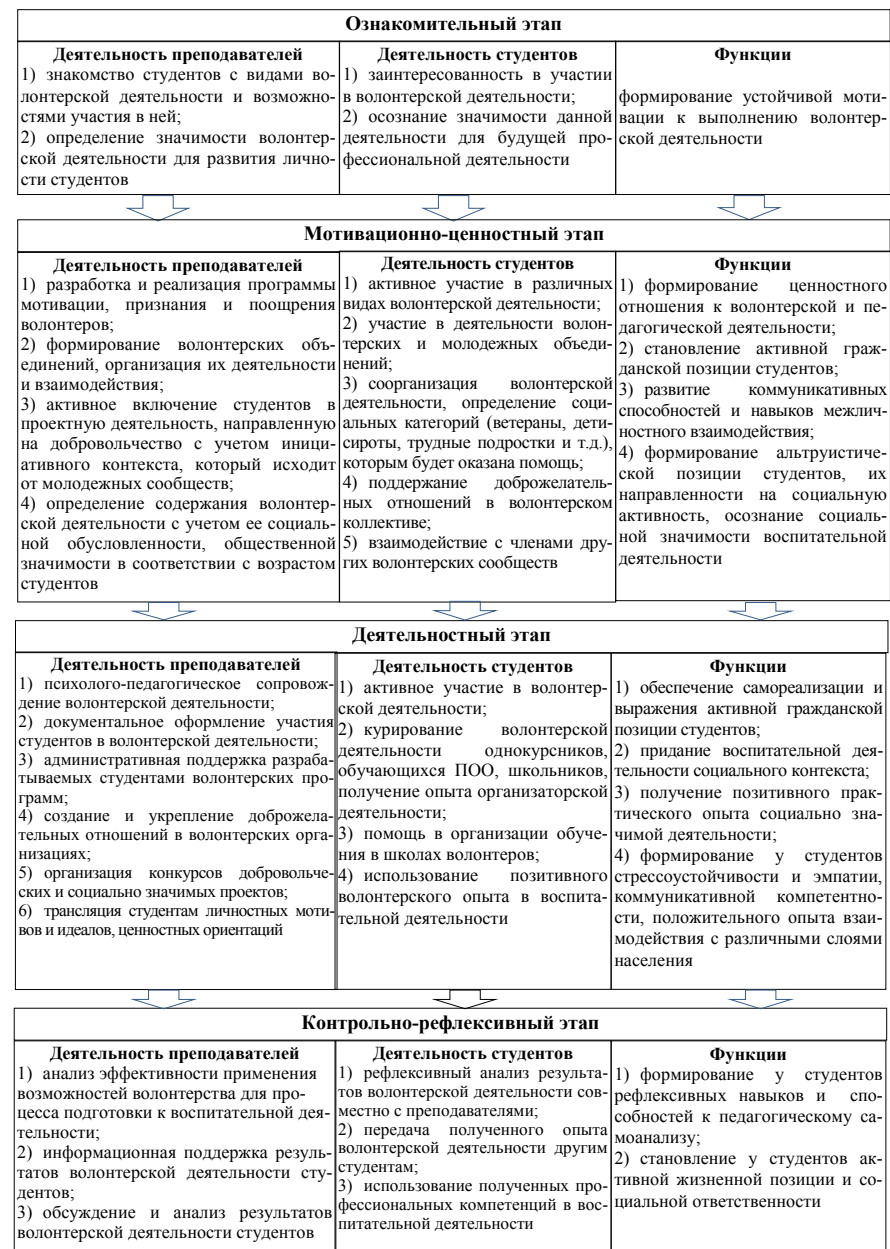 Ознакомительный этап
Деятельность преподавателей
1) знакомство студентов с видами во-
лонтерской деятельности и возможно-
стями участия в ней;
2) определение значимости волонтер-
ской деятельности для развития лично-
сти студентов
Деятельность студентов
1) заинтересованность в участии
в волонтерской деятельности;
2) осознание значимости данной
деятельности для будущей про-
фессиональной деятельности
Функции
формирование устойчивой моти-
вации к выполнению волонтер-
ской деятельности
Мотивационно-ценностный этап
Деятельность преподавателей
1) разработка и реализация программы
мотивации, признания и поощрения
волонтеров;
2) формирование волонтерских объ-
единений, организация их деятельности
и взаимодействия;
3) активное включение студентов в
проектную деятельность, направленную
на добровольчество с учетом иници-
ативного контекста, который исходит
от молодежных сообществ;
4) определение содержания волонтер-
ской деятельности с учетом ее социаль-
ной обусловленности, общественной
значимости в соответствии с возрастом
студентов
Деятельность студентов
1) активное участие в различных
видах волонтерской деятельности;
2) участие в деятельности волон-
терских и молодежных объеди-
нений;
3) соорганизация волонтерской
деятельности, определение соци-
альных категорий (ветераны, дети-
сироты, трудные подростки и т.д.),
которым будет оказана помощь;
4) поддержание доброжелатель-
ных отношений в волонтерском
коллективе;
5) взаимодействие с членами дру-
гих волонтерских сообществ
Функции
1) формирование ценностного
отношения к волонтерской и пе-
дагогической деятельности;
2) становление активной граж-
данской позиции студентов;
3) развитие коммуникативных
способностей и навыков межлич-
ностного взаимодействия;
4) формирование альтруистиче-
ской позиции студентов, их
направленности на социальную
активность, осознание социаль-
ной значимости воспитательной
деятельности
Деятельностный этап
Деятельность преподавателей
1) психолого-педагогическое сопровож-
дение волонтерской деятельности;
2) документальное оформление участия
студентов в волонтерской деятельности;
3) административная поддержка разраба-
тываемых студентами волонтерских про-
грамм;
4) создание и укрепление доброжела-
тельных отношений в волонтерских орга-
низациях;
5) организация конкурсов добровольче-
ских и социально значимых проектов;
6) трансляция студентам личностных моти-
вов и идеалов, ценностных ориентаций
Деятельность студентов
1) активное участие в волонтер-
ской деятельности;
2) курирование волонтерской
деятельности однокурсников,
обучающихся ПОО, школьников,
получение опыта организаторской
деятельности;
3) помощь в организации обуче-
ния в школах волонтеров;
4) использование позитивного
волонтерского опыта в воспита-
тельной деятельности
Функции
1) обеспечение самореализации и
выражения активной гражданской
позиции студентов;
2) придание воспитательной дея-
тельности социального контекста;
3) получение позитивного прак-
тического опыта социально зна-
чимой деятельности;
4) формирование у студентов
стрессоустойчивости и эмпатии,
коммуникативной компетентно-
сти, положительного опыта взаи-
модействия с различными слоями
населения
Контрольно-рефлексивный этап
Деятельность преподавателей
1) анализ эффективности применения
возможностей волонтерства для про-
цесса подготовки к воспитательной дея-
тельности;
2) информационная поддержка резуль-
татов волонтерской деятельности сту-
дентов;
3) обсуждение и анализ результатов
волонтерской деятельности студентов
Деятельность студентов
1) рефлексивный анализ результа-
тов волонтерской деятельности сов-
местно с преподавателями;
2) передача полученного опыта
волонтерской деятельности другим
студентам;
3) использование полученных про-
фессиональных компетенций в вос-
питательной деятельности
Функции
1) формирование у студентов
рефлексивных навыков и спо-
собностей к педагогическому са-
моанализу;
2) становление у студентов ак-
тивной жизненной позиции и со-
циальной ответственности